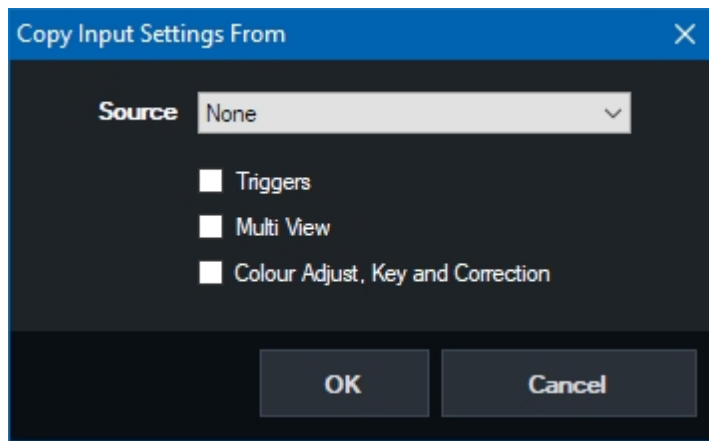 Copy Input Settings From
Source None
Triggers
Multi View
Colour Adjust, Key and Correction
OK Cancel